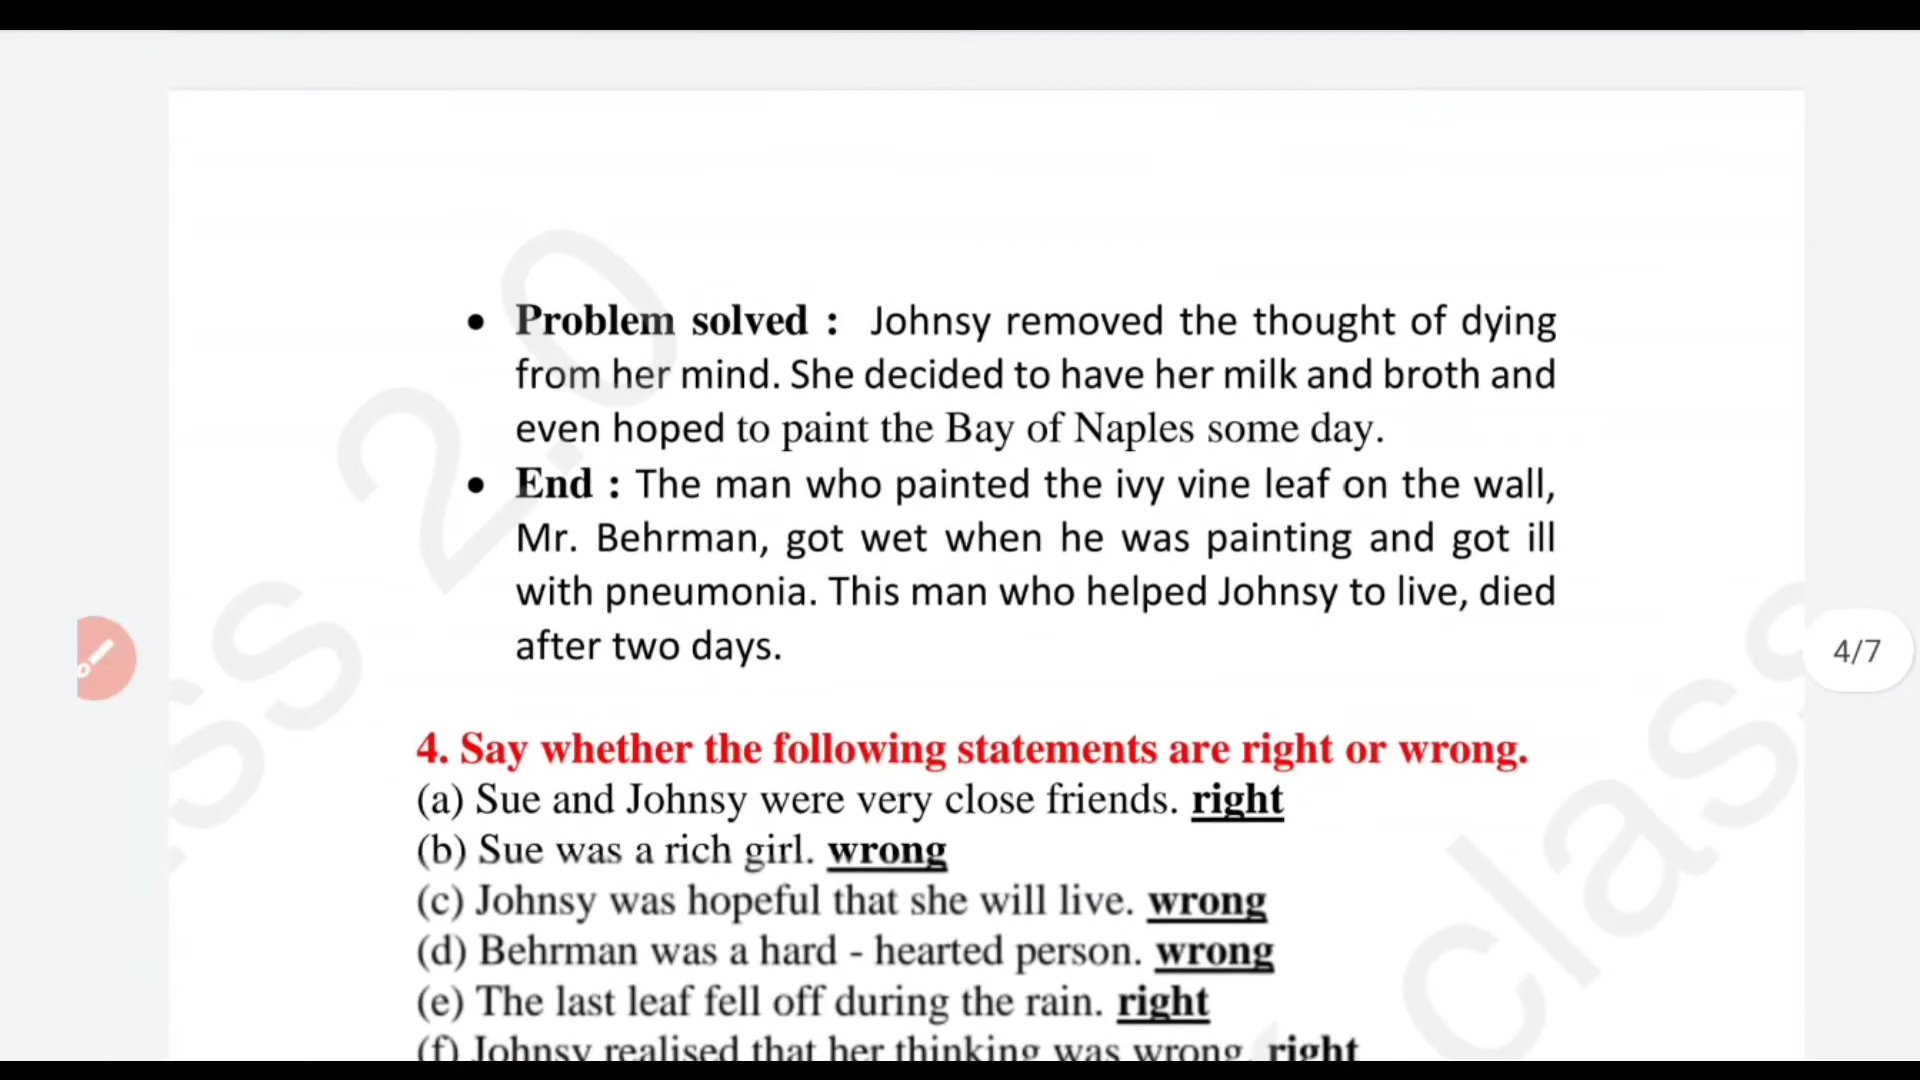 • Problem solved : Johnsy removed the thought of dying
from her mind. She decided to have her milk and broth and
even hoped to paint the Bay of Naples some day.
• End : The man who painted the ivy vine leaf on the wall,
Mr. Behrman, got wet when he was painting and got ill
with pneumonia. This man who helped Johnsy to live, died
after two days.
4/7
4. Say whether the following statements are right or wrong.
(a) Sue and Johnsy were very close friends. right
(b) Sue was a rich girl. wrong
(c) Johnsy was hopeful that she will live. wrong
(d) Behrman was a hard - hearted person. wrong
(e) The last leaf fell off during the rain. right
(f) Johnsy realised that her thinking was wrong. right
ss 2.0
class